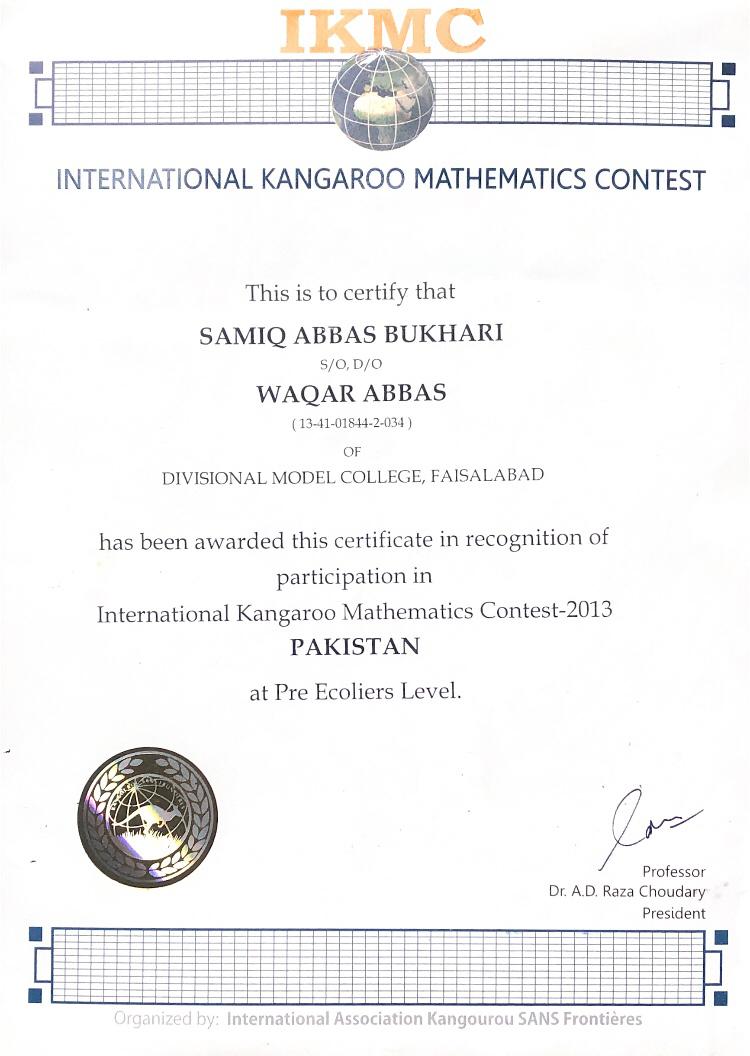 IKMC
INTERNATIONAL KANGAROO MATHEMATICS CONTEST
This is to certify that
SAMIQ ABBAS BUKHARI
S/O, D/O
WAQAR ABBAS
( 13-41-01844-2-034 )
OF
DIVISIONAL MODEL COLLEGE, FAISALABAD
has been awarded this certificate in recognition of
participation in
International Kangaroo Mathematics Contest-2013
PAKISTAN
at Pre Ecoliers Level.
Professor
Dr. A.D. Raza Choudary
President
Organized by: International Association Kangourou SANS Frontières